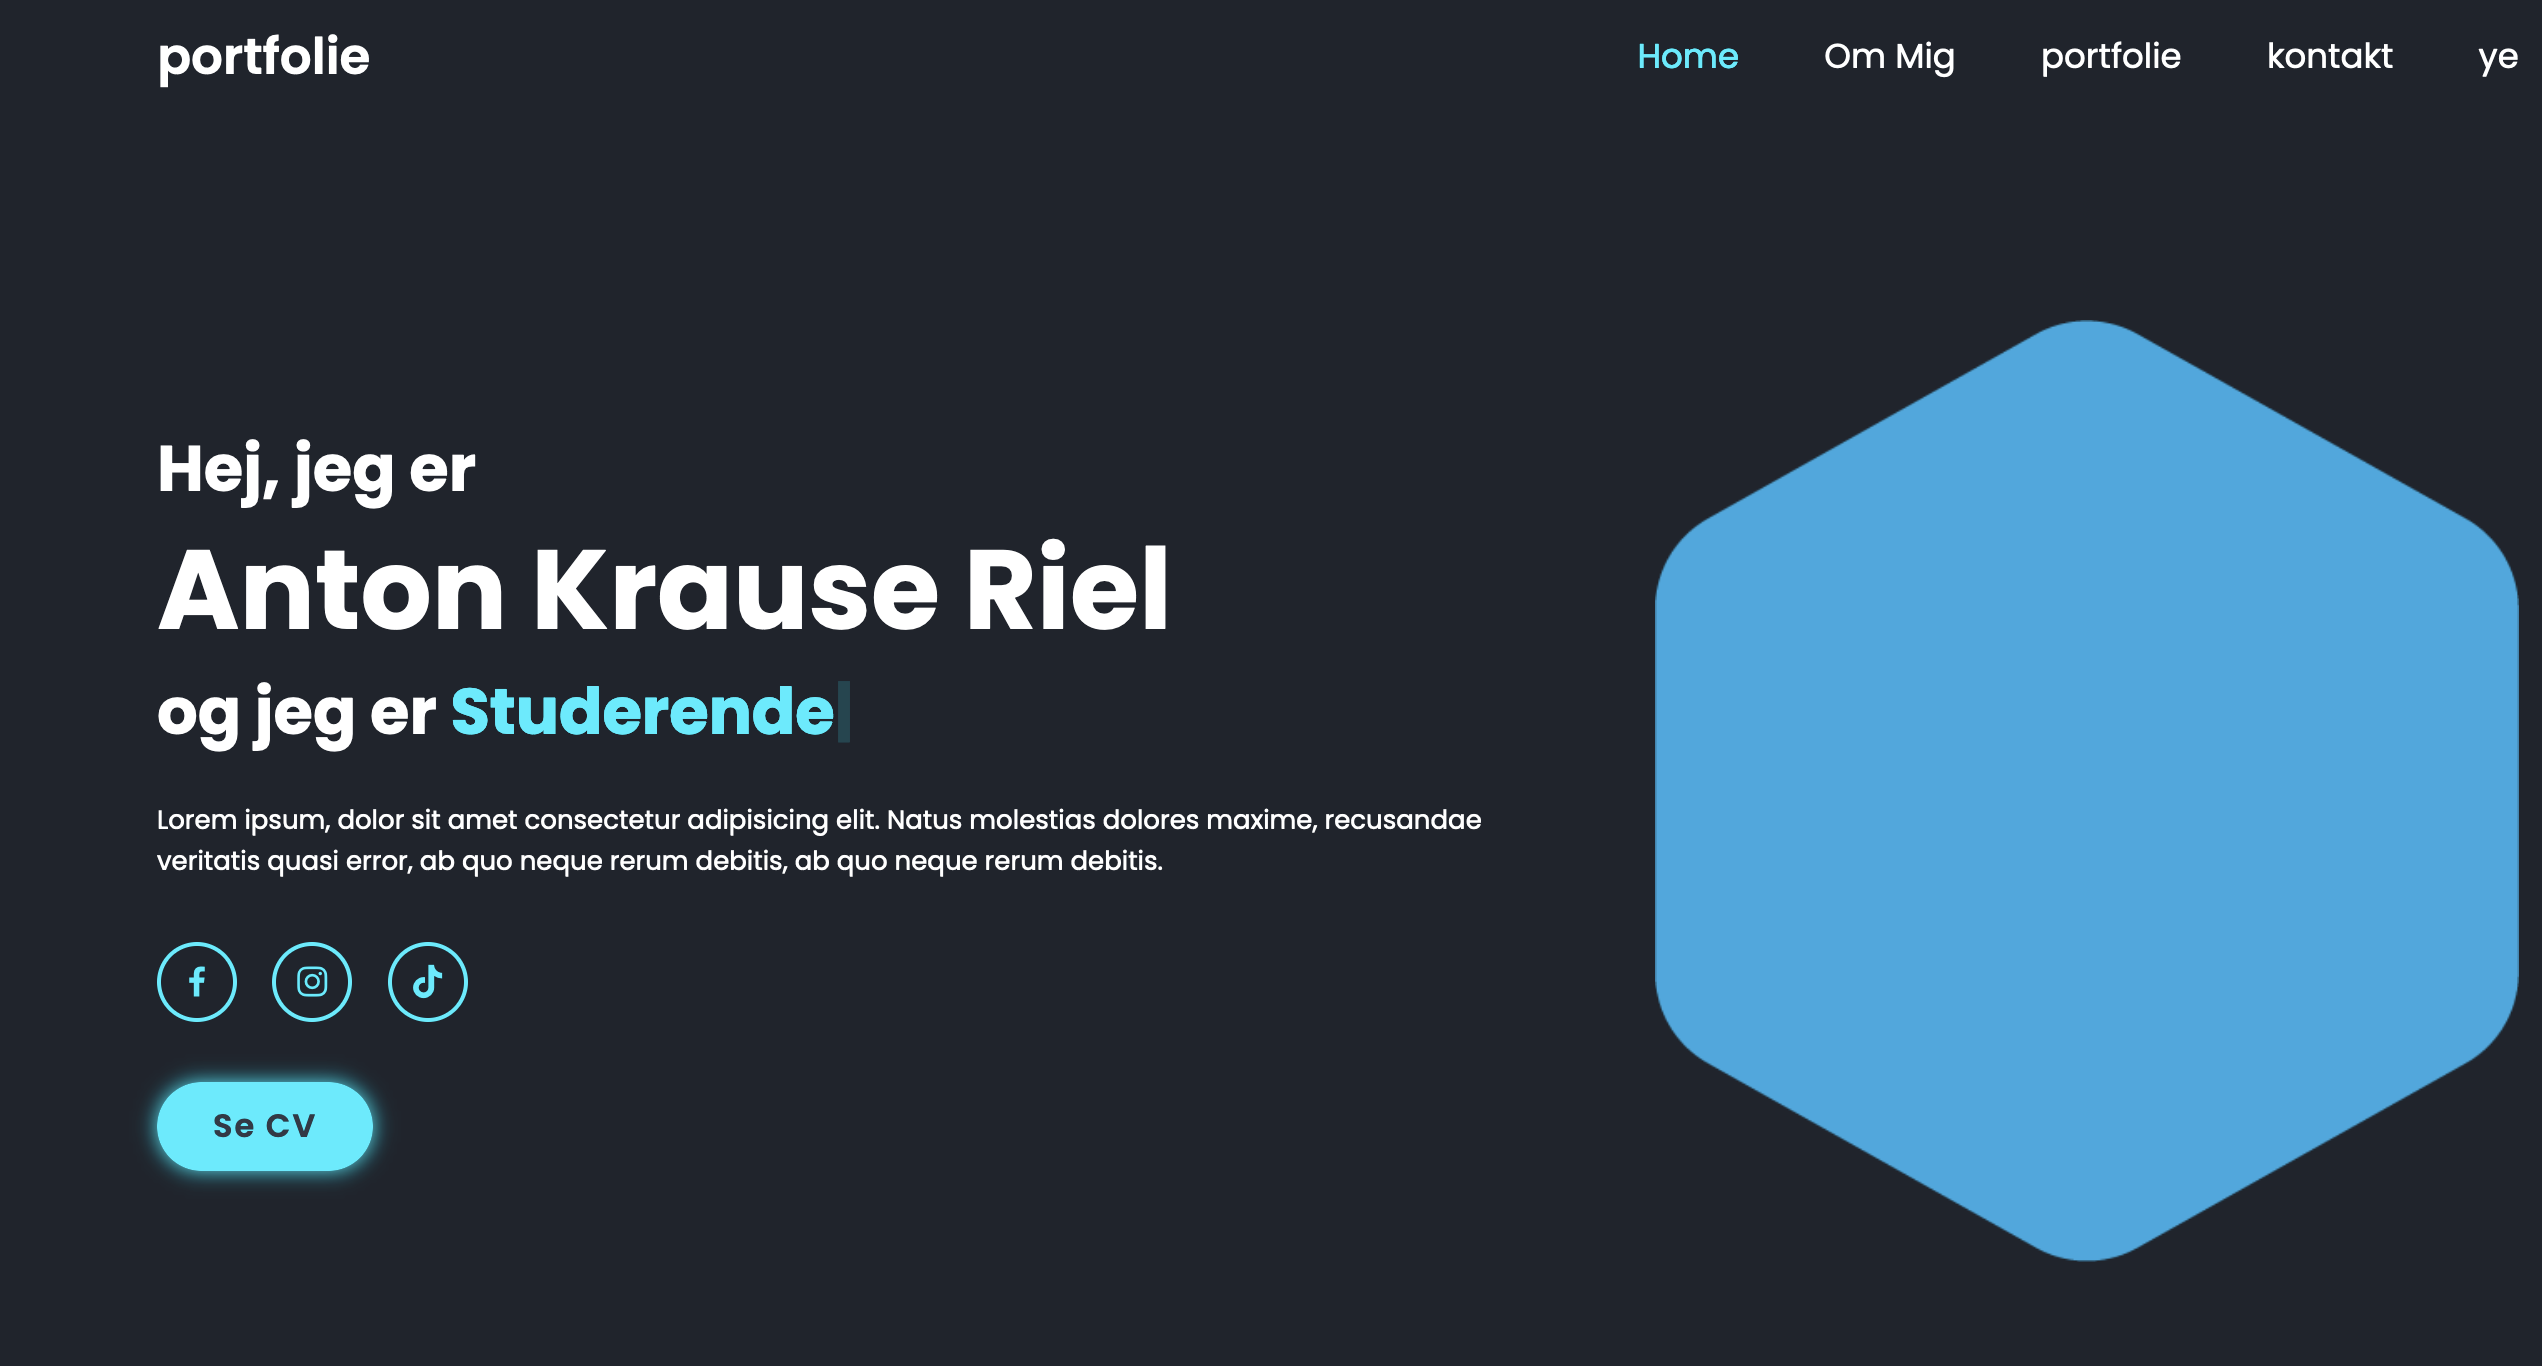 portfolie
Home Om Mig portfolie kontakt ye
Hej, jeg er
Anton Krause Riel
og jeg er Studerende
Lorem ipsum, dolor sit amet consectetur adipisicing elit. Natus molestias dolores maxime, recusandae
veritatis quasi error, ab quo neque rerum debitis, ab quo neque rerum debitis.
Se CV